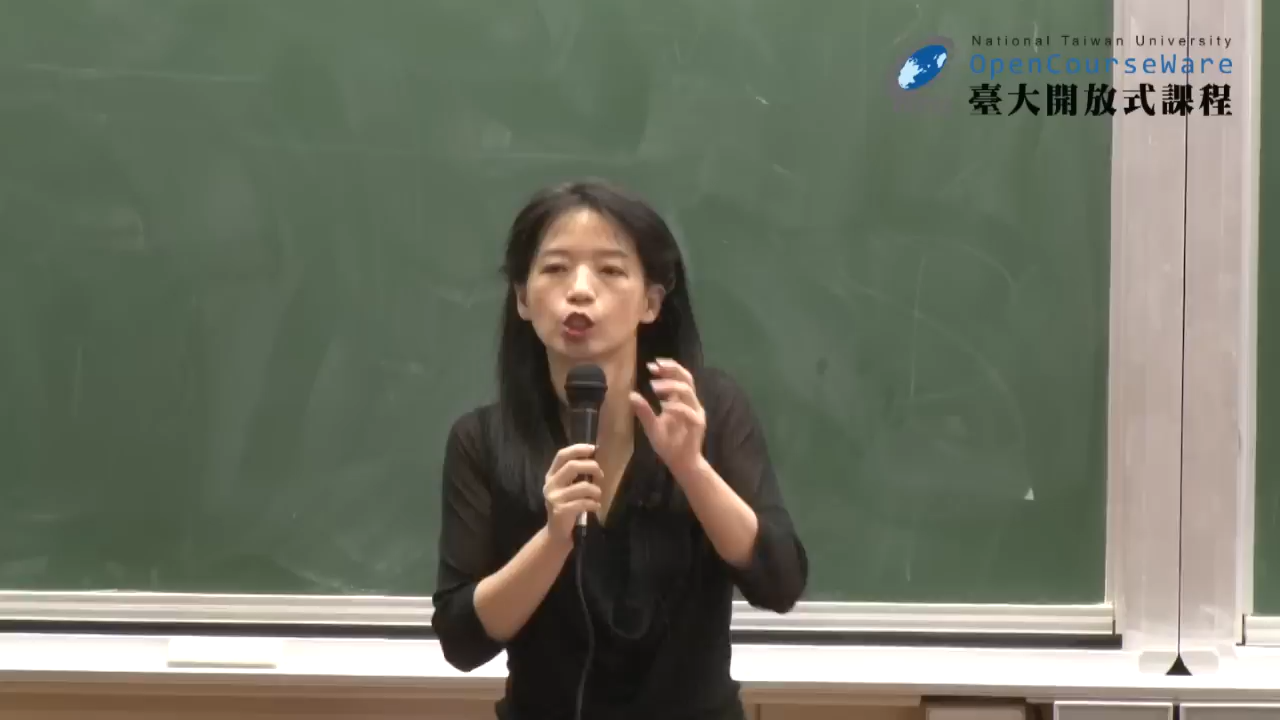 National Taiwan University
OpenCourseWare
臺大開放式課程